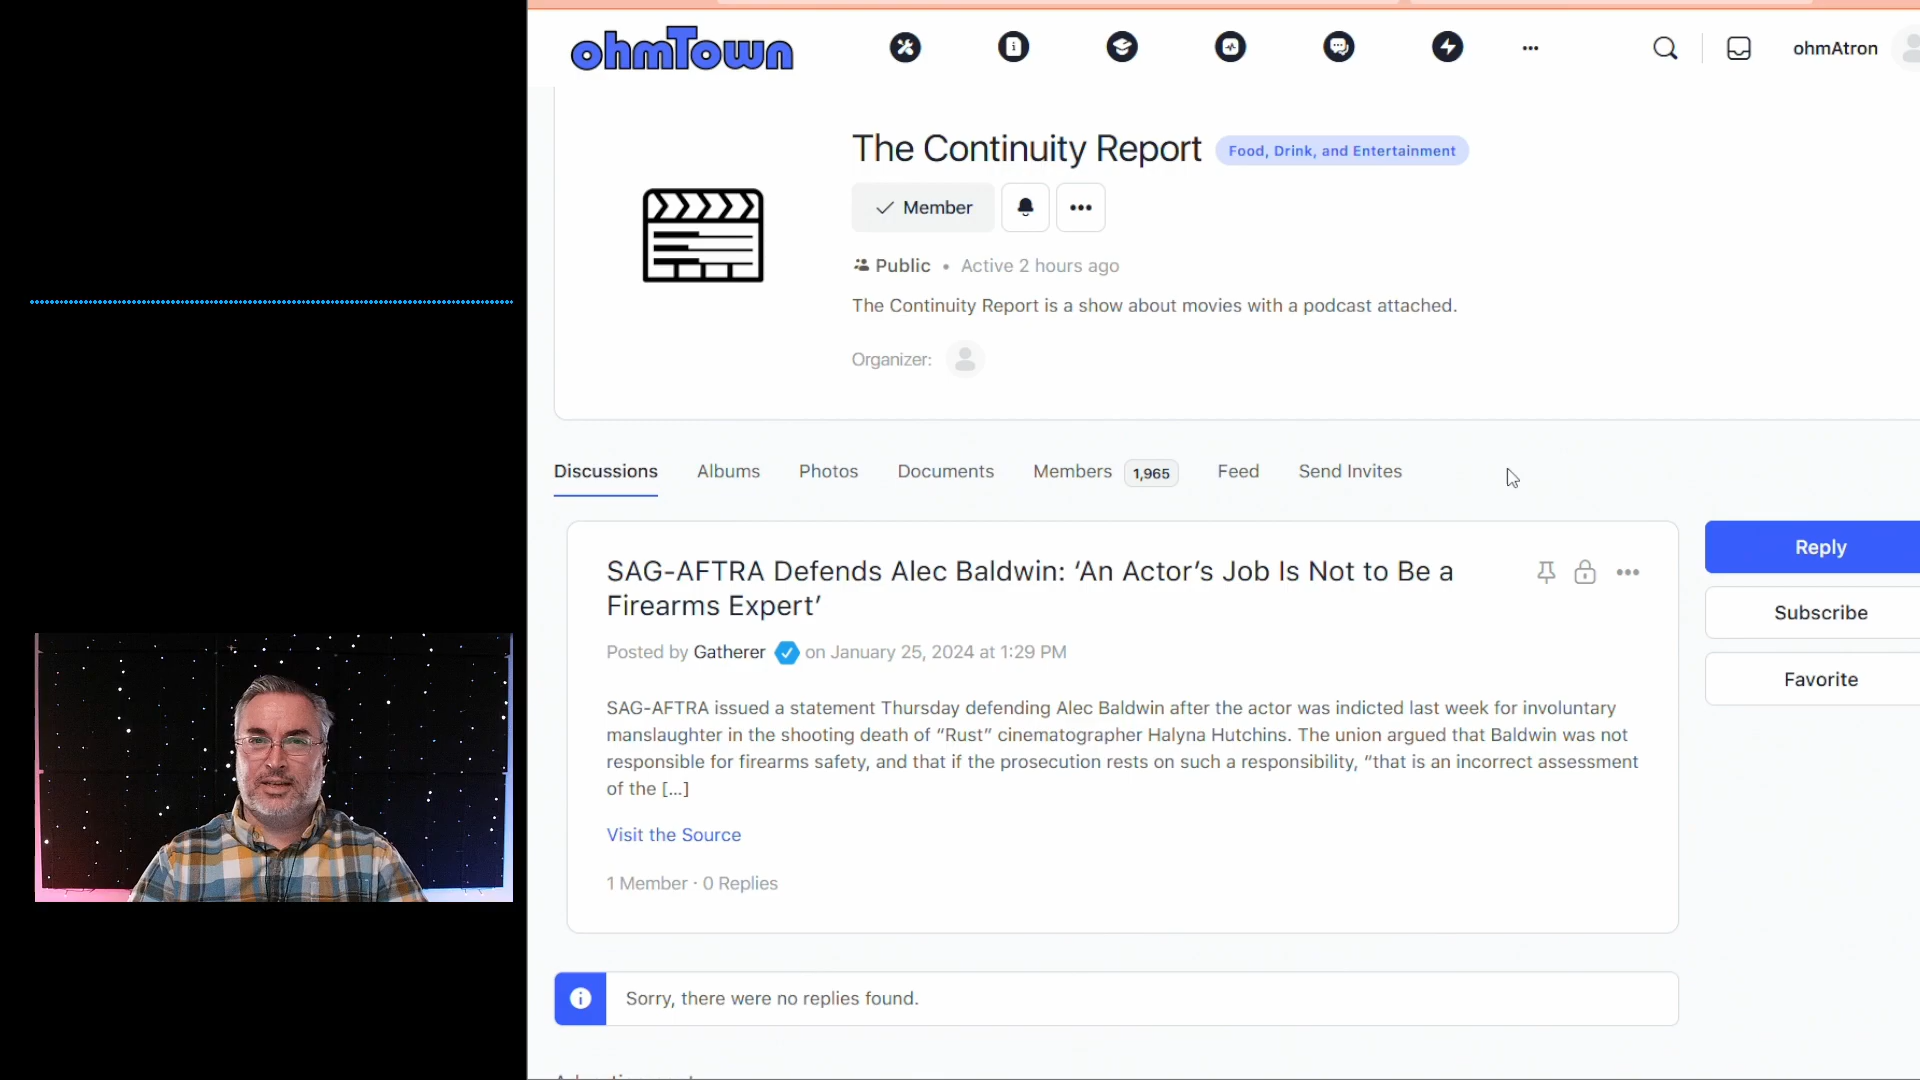 ohmTown
ohmAtron
The Continuity Report
Food, Drink, and Entertainment
Member
Public • Active 2 hours ago
The Continuity Report is a show about movies with a podcast attached.
Organizer:
Discussions Albums Photos Documents Members 1,965 Feed Send Invites
SAG-AFTRA Defends Alec Baldwin: ‘An Actor’s Job Is Not to Be a
Firearms Expert’
Posted by Gatherer on January 25, 2024 at 1:29 PM
SAG-AFTRA issued a statement Thursday defending Alec Baldwin after the actor was indicted last week for involuntary
manslaughter in the shooting death of “Rust” cinematographer Halyna Hutchins. The union argued that Baldwin was not
responsible for firearms safety, and that if the prosecution rests on such a responsibility, “that is an incorrect assessment
of the [...]
Visit the Source
1 Member · 0 Replies
Reply
Subscribe
Favorite
Sorry, there were no replies found.